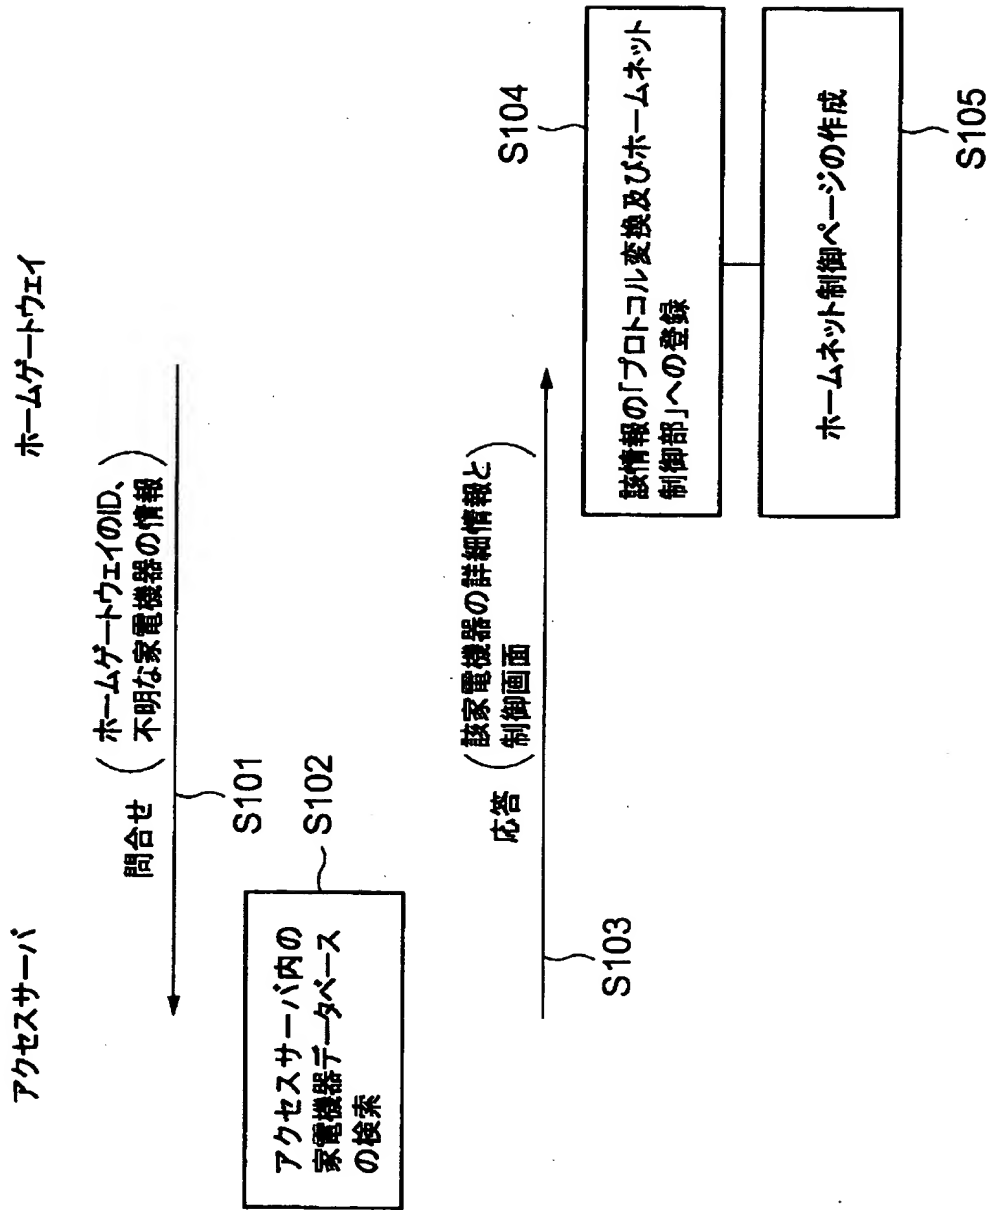 アクセスサーバ
ホームゲートウェイ
問合せ
(ホームゲートウェイのID、
不明な家電機器の情報)
S101
アクセスサーバ内の
家電機器データベース
の検索
S102
応答
(該家電機器の詳細情報と
制御画面)
S103
該情報の「プロトコル変換及びホームネット
制御部」への登録
S104
ホームネット制御ページの作成
S105